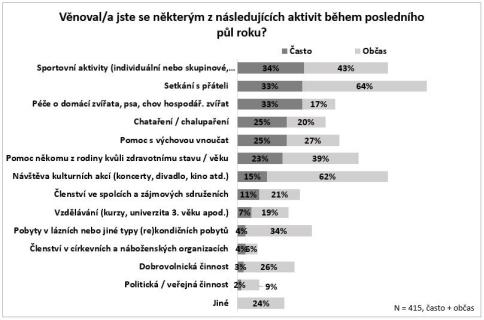 Věnoval/a jste se některým z následujících aktivit během posledního
půl roku?
Často Občas
Sportovní aktivity (individuální nebo skupinové,... 34% 43%
Setkání s přáteli 33% 64%
Péče o domácí zvířata, psa, chov hospodář. zvířat 33% 17%
Chataření / chalupaření 25% 20%
Pomoc s výchovou vnoučat 25% 27%
Pomoc někomu z rodiny kvůli zdravotnímu stavu / věku 23% 39%
Návštěva kulturních akcí (koncerty, divadlo, kino atd.) 15% 62%
Členství ve spolcích a zájmových sdruženích 11% 21%
Vzdělávání (kurzy, univerzita 3. věku apod.) 7% 19%
Pobyty v lázních nebo jiné typy (re)kondičních pobytů 4% 34%
Členství v církevních a náboženských organizacích 4% 6%
Dobrovolnická činnost 3% 26%
Politická / veřejná činnost 2% 9%
Jiné 24%
N = 415, často + občas